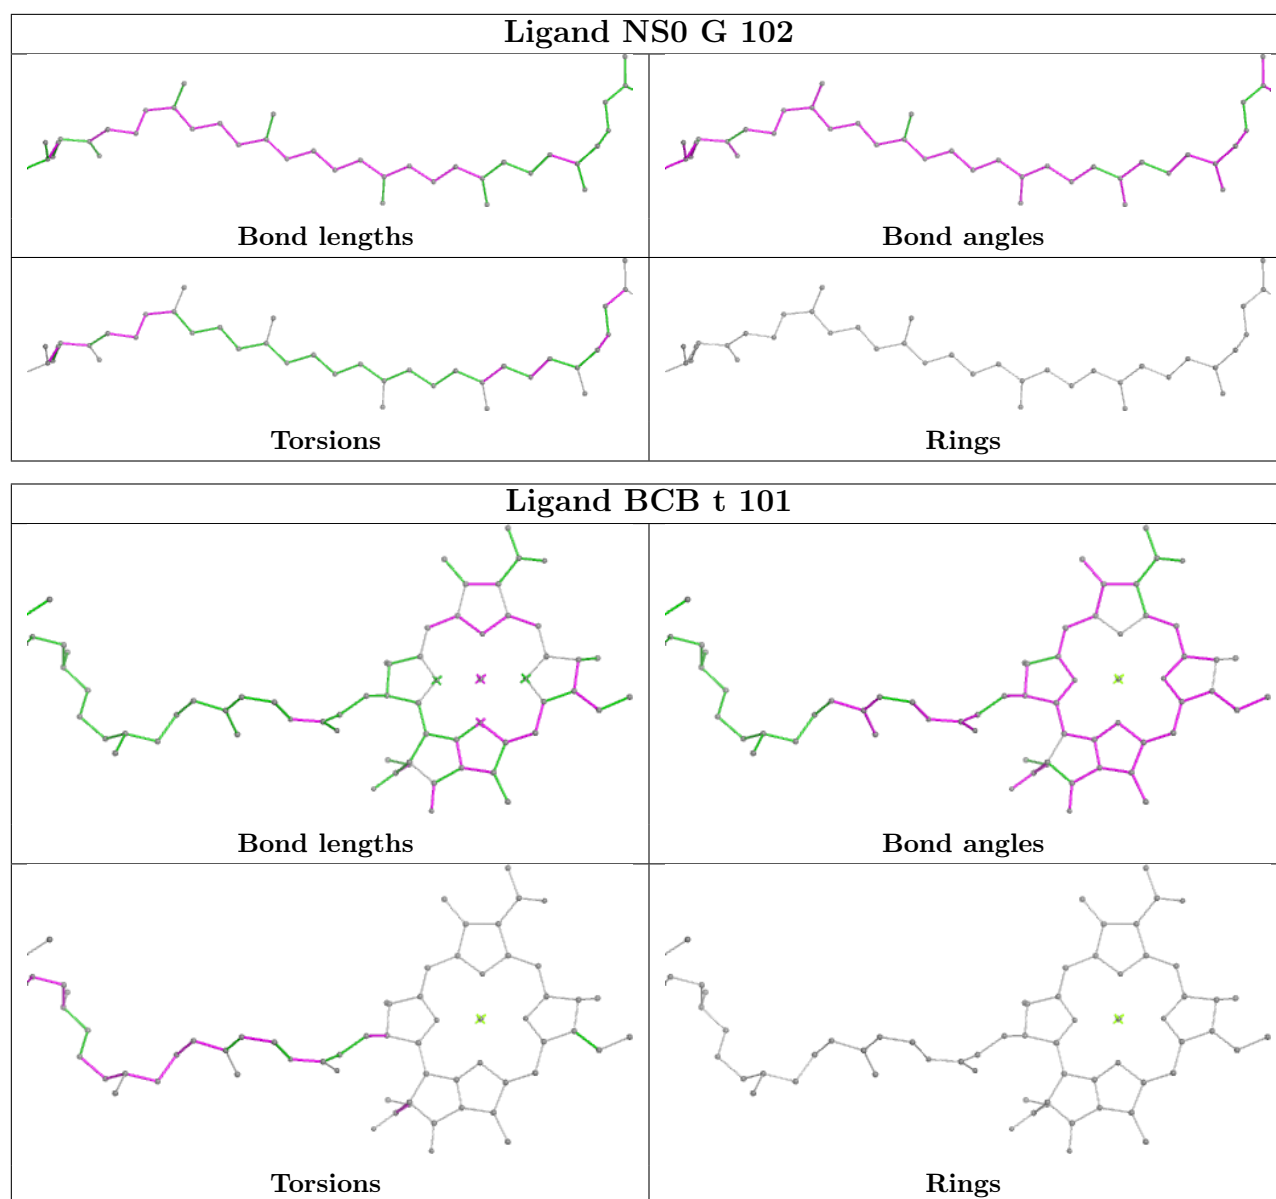 Ligand NS0 G 102
Bond lengths
Bond angles
Torsions
Rings
Ligand BCB t 101
Bond lengths
Bond angles
Torsions
Rings